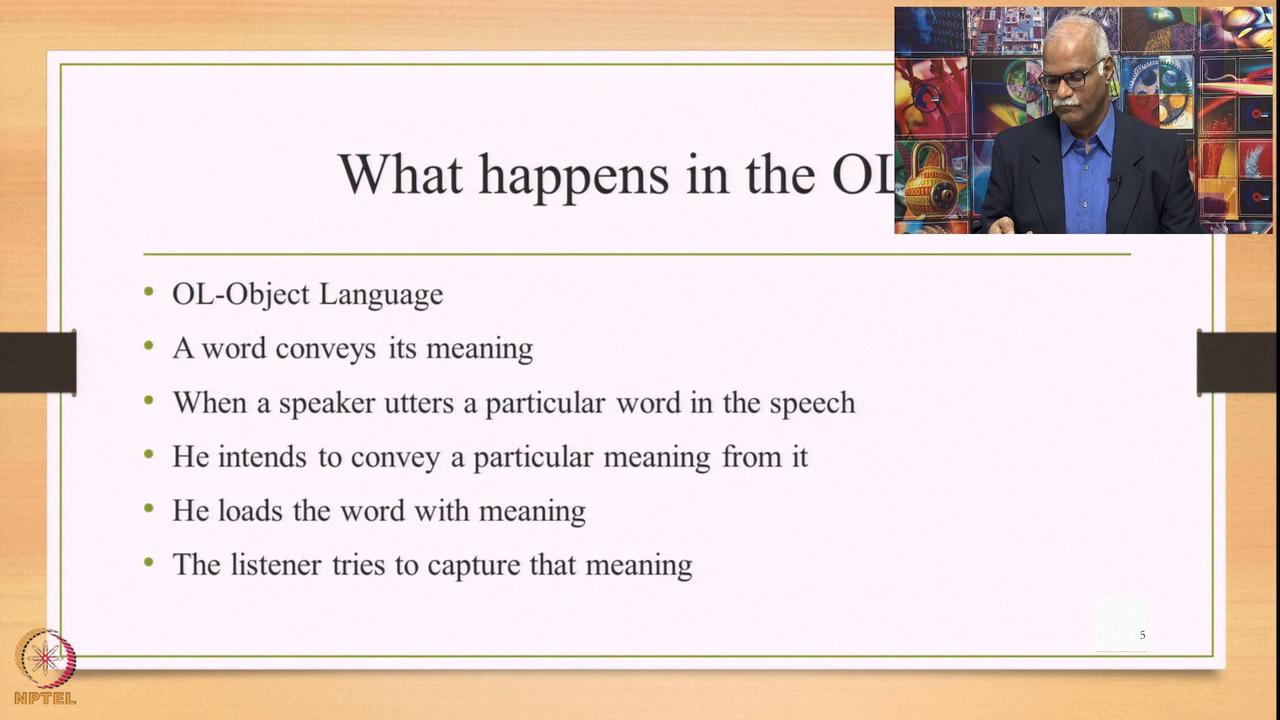 What happens in the OL
• OL-Object Language
• A word conveys its meaning
• When a speaker utters a particular word in the speech
• He intends to convey a particular meaning from it
• He loads the word with meaning
• The listener tries to capture that meaning
5
NPTEL